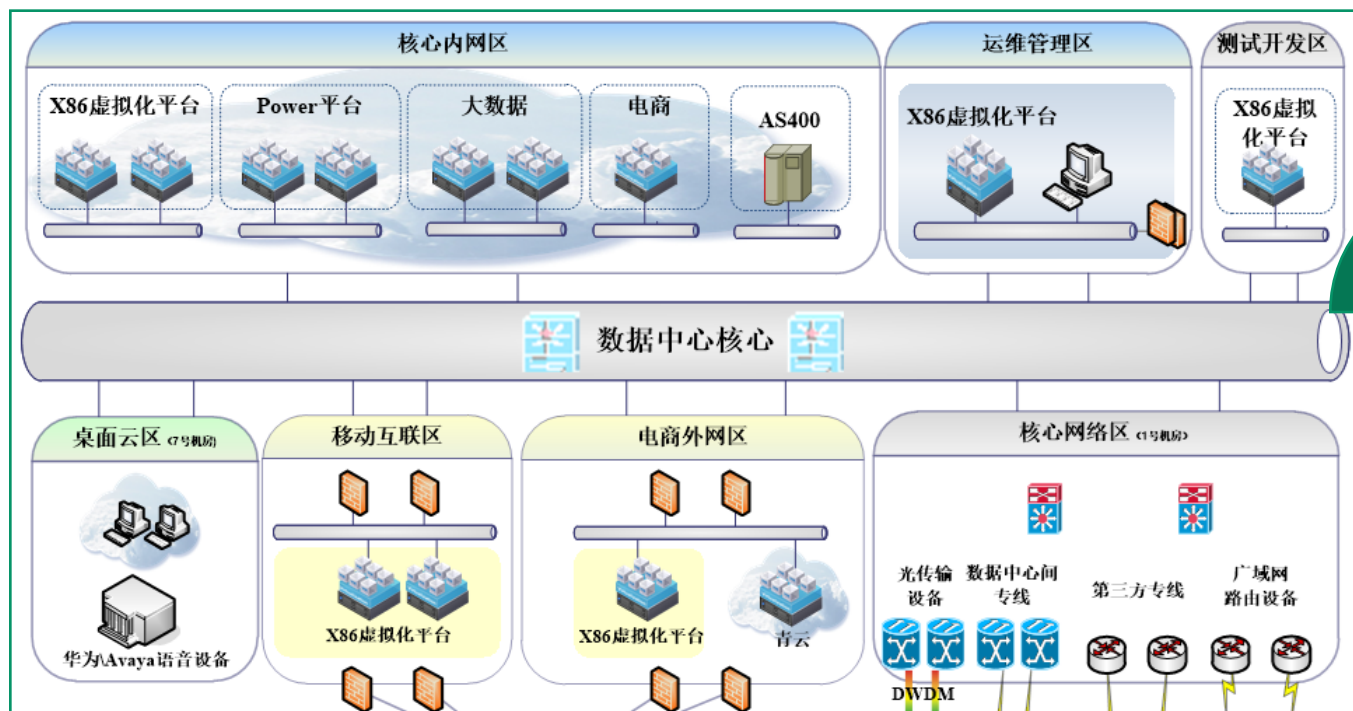 核心内网区
运维管理区
测试开发区
X86虚拟化平台
Power平台
大数据
电商
AS400
X86虚拟化平台
X86虚拟
化平台
数据中心核心
桌面云区 (7号机房)
移动互联区
电商外网区
核心网络区 (1号机房)
华为\Avaya语音设备
X86虚拟化平台
X86虚拟化平台
青云
光传输
设备
数据中心间
专线
第三方专线
广域网
路由设备
DWDM